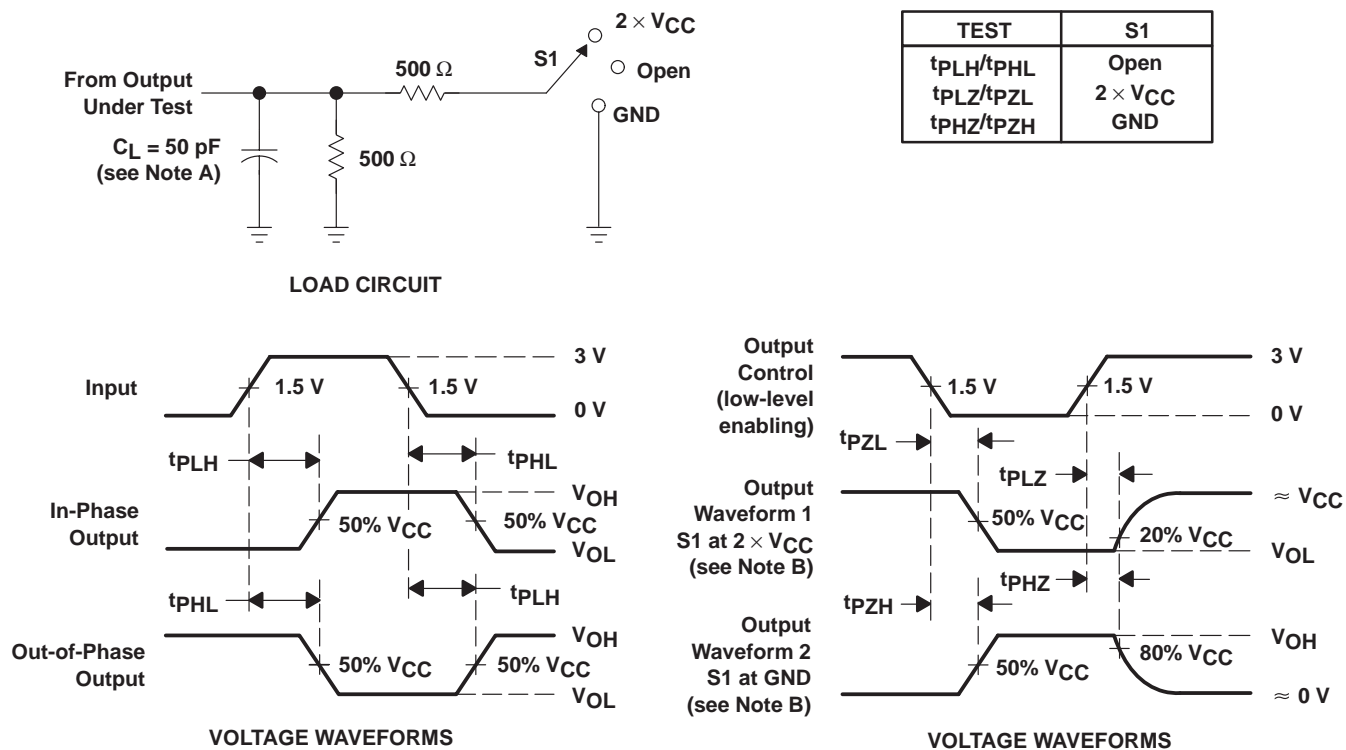 2 × VCC
S1
Open
GND
500 Ω
From Output
Under Test
CL = 50 pF
(see Note A)
500 Ω
LOAD CIRCUIT
TEST S1
tPLH/tPHL Open
tPLZ/tPZL 2 × VCC
tPHZ/tPZH GND
Input
1.5 V
1.5 V
3 V
0 V
tPLH
tPHL
In-Phase
Output
50% VCC
50% VCC
VOH
VOL
tPHL
tPLH
Out-of-Phase
Output
50% VCC
50% VCC
VOH
VOL
VOLTAGE WAVEFORMS
Output
Control
(low-level
enabling)
1.5 V
1.5 V
3 V
0 V
tPZL
tPLZ
Output
Waveform 1
S1 at 2 × VCC
(see Note B)
50% VCC
20% VCC
≈ VCC
VOL
tPHZ
tPZH
Output
Waveform 2
S1 at GND
(see Note B)
50% VCC
80% VCC
VOH
≈ 0 V
VOLTAGE WAVEFORMS